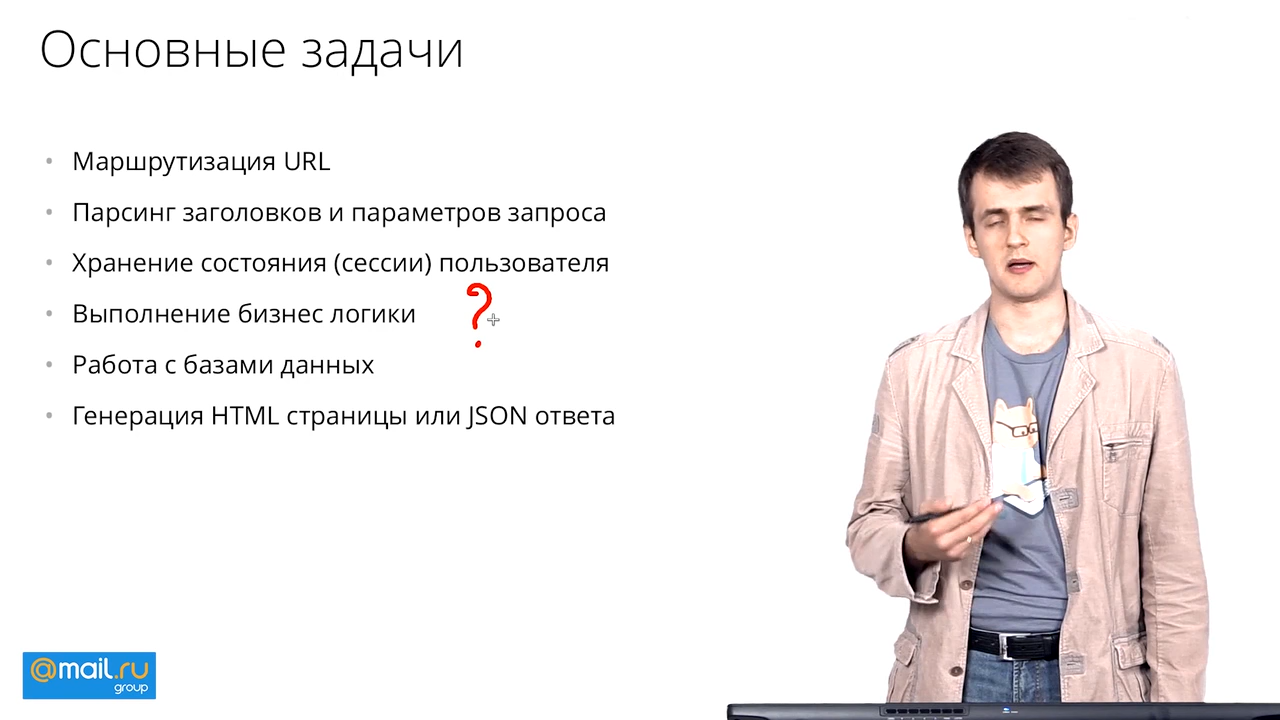 Основные задачи
Маршрутизация URL
Парсинг заголовков и параметров запроса
Хранение состояния (сессии) пользователя
Выполнение бизнес логики
?
Работа с базами данных
Генерация HTML страницы или JSON ответа
@mail.ru
group